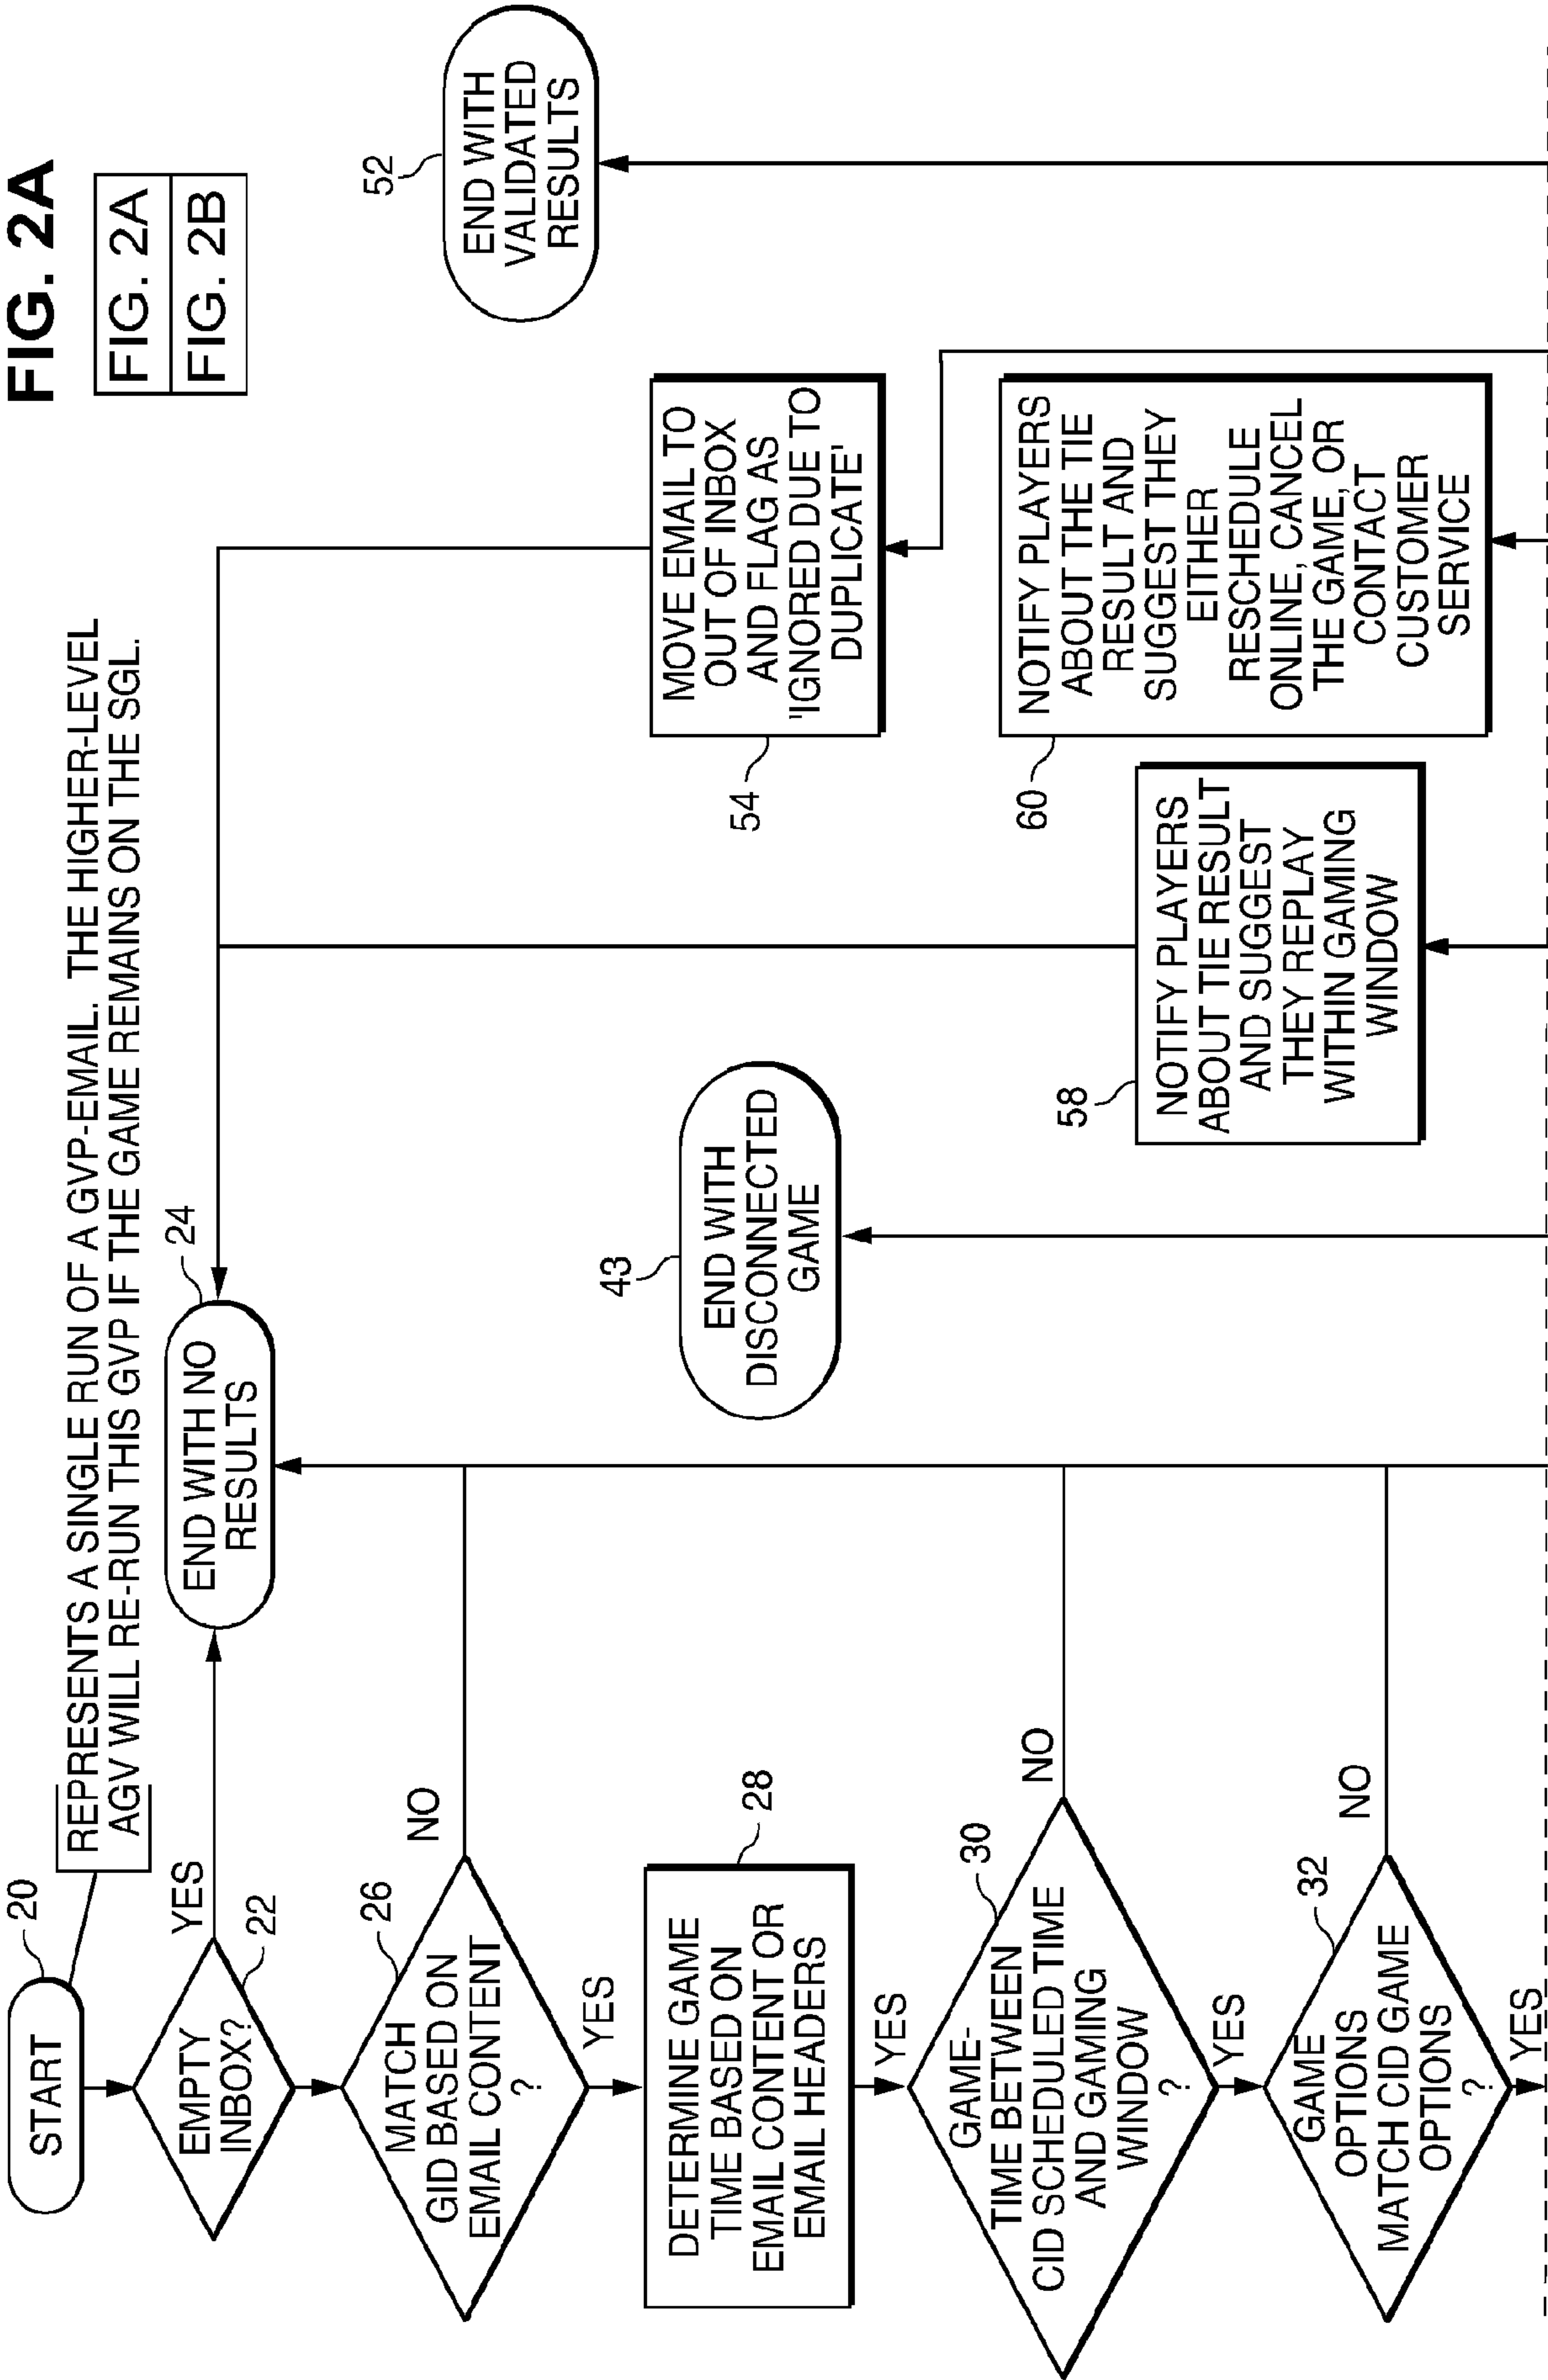 FIG. 2A
FIG. 2A
FIG. 2B
20
START
REPRESENTS A SINGLE RUN OF A GVP-EMAIL. THE HIGHER-LEVEL
AGV WILL RE-RUN THIS GVP IF THE GAME REMAINS ON THE SGL.
EMPTY
INBOX?
22
YES
24
END WITH NO
RESULTS
26
MATCH
GID BASED ON
EMAIL CONTENT
?
NO
YES
28
DETERMINE GAME
TIME BASED ON
EMAIL CONTENT OR
EMAIL HEADERS
YES
30
GAME-
TIME BETWEEN
CID SCHEDULED TIME
AND GAMING
WINDOW
?
NO
YES
32
GAME
OPTIONS
MATCH CID GAME
OPTIONS
?
NO
YES
43
END WITH
DISCONNECTED
GAME
58
NOTIFY PLAYERS
ABOUT TIE RESULT
AND SUGGEST
THEY REPLAY
WITHIN GAMING
WINDOW
54
MOVE EMAIL TO
OUT OF INBOX
AND FLAG AS
'IGNORED DUE TO
DUPLICATE'
60
NOTIFY PLAYERS
ABOUT THE TIE
RESULT AND
SUGGEST THEY
EITHER
RESCHEDULE
ONLINE, CANCEL
THE GAME, OR
CONTACT
CUSTOMER
SERVICE
52
END WITH
VALIDATED
RESULTS